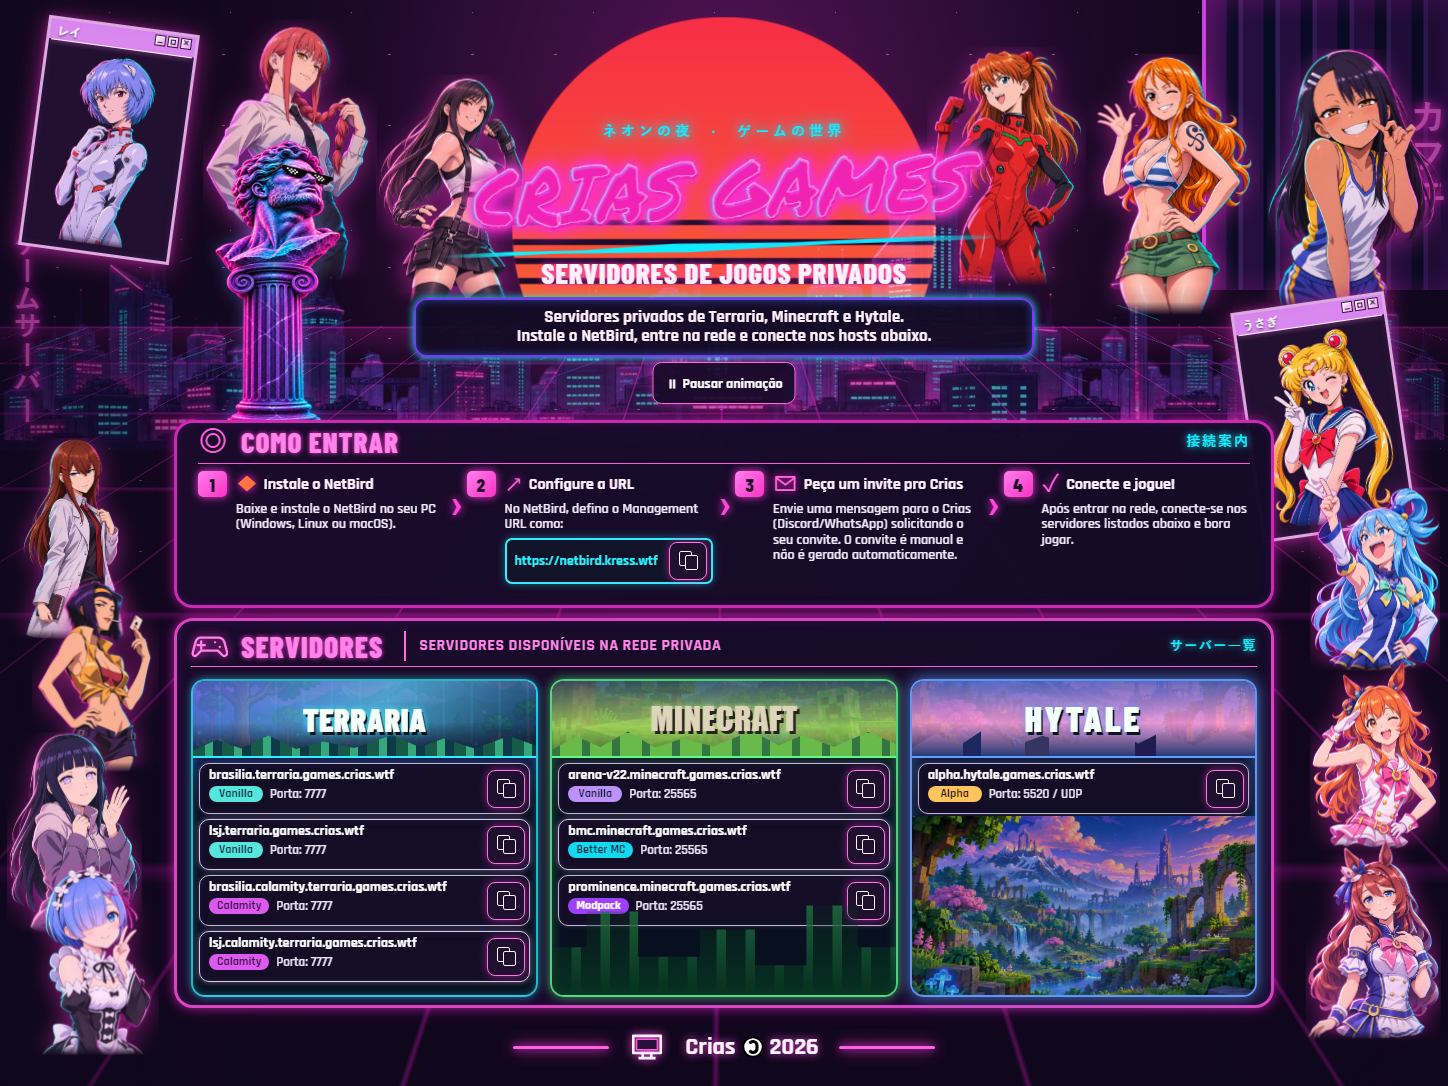 レイ
ネオンの夜 · ゲームの世界
CRIAS GAMES
SERVIDORES DE JOGOS PRIVADOS
Servidores privados de Terraria, Minecraft e Hytale.
Instale o NetBird, entre na rede e conecte nos hosts abaixo.
Pausar animação
ームサーバー
うさぎ
COMO ENTRAR
接続案内
1
Instale o NetBird
Baixe e instale o NetBird no seu PC
(Windows, Linux ou macOS).
2
Configure a URL
No NetBird, defina o Management
URL como:
https://netbird.kress.wtf
3
Peça um invite pro Crias
Envie uma mensagem para o Crias
(Discord/WhatsApp) solicitando o
seu convite. O convite é manual e
não é gerado automaticamente.
4
Conecte e jogue!
Após entrar na rede, conecte-se nos
servidores listados abaixo e bora
jogar.
SERVIDORES
SERVIDORES DISPONÍVEIS NA REDE PRIVADA
サーバー一覧
TERRARIA
brasilia.terraria.games.crias.wtf
Vanilla Porta: 7777
lsj.terraria.games.crias.wtf
Vanilla Porta: 7777
brasilia.calamity.terraria.games.crias.wtf
Calamity Porta: 7777
lsj.calamity.terraria.games.crias.wtf
Calamity Porta: 7777
MINECRAFT
arena-v22.minecraft.games.crias.wtf
Vanilla Porta: 25565
bmc.minecraft.games.crias.wtf
Better MC Porta: 25565
prominence.minecraft.games.crias.wtf
Modpack Porta: 25565
HYTALE
alpha.hytale.games.crias.wtf
Alpha Porta: 5520 / UDP
Crias 2026